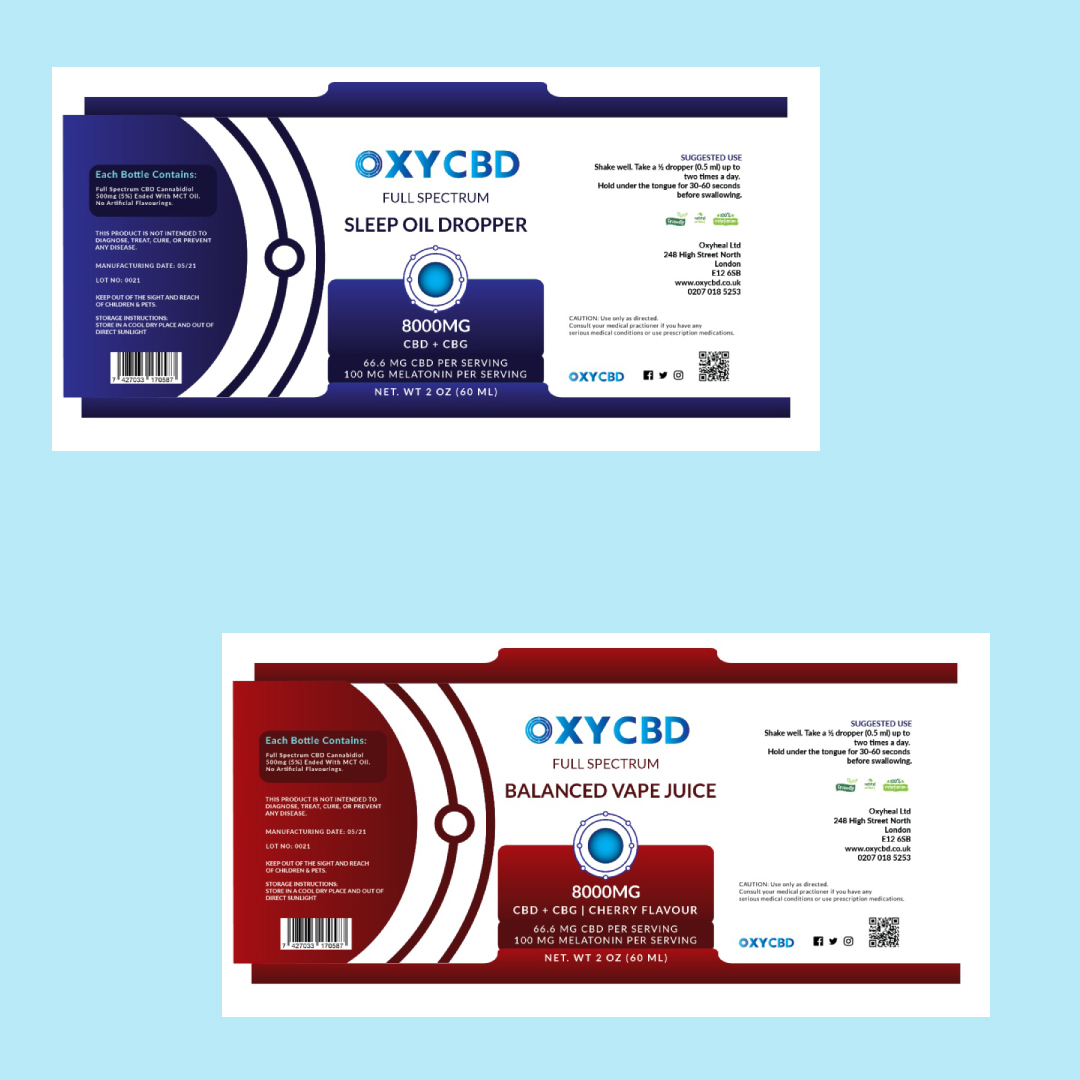 Each Bottle Contains:
Full Spectrum CBD Cannabidiol
500mg (5%) Ended With MCT Oil.
No Artificial Flavourings.
THIS PRODUCT IS NOT INTENDED TO
DIAGNOSE, TREAT, CURE, OR PREVENT
ANY DISEASE.
MANUFACTURING DATE: 05/21
LOT NO: 0021
KEEP OUT OF THE SIGHT AND REACH
OF CHILDREN & PETS.
STORAGE INSTRUCTIONS:
STORE IN A COOL DRY PLACE AND OUT OF
DIRECT SUNLIGHT
7 427033 170587
OXYCBD
FULL SPECTRUM
SLEEP OIL DROPPER
8000MG
CBD + CBG
66.6 MG CBD PER SERVING
100 MG MELATONIN PER SERVING
NET. WT 2 OZ (60 ML)
SUGGESTED USE
Shake well. Take a ½ dropper (0.5 ml) up to
two times a day.
Hold under the tongue for 30-60 seconds
before swallowing.
Oxyheal Ltd
248 High Street North
London
E12 6SB
www.oxycbd.co.uk
0207 018 5253
CAUTION: Use only as directed.
Consult your medical practioner if you have any
serious medical conditions or use prescription medications.
OXYCBD
Each Bottle Contains:
Full Spectrum CBD Cannabidiol
500mg (5%) Ended With MCT Oil.
No Artificial Flavourings.
THIS PRODUCT IS NOT INTENDED TO
DIAGNOSE, TREAT, CURE, OR PREVENT
ANY DISEASE.
MANUFACTURING DATE: 05/21
LOT NO: 0021
KEEP OUT OF THE SIGHT AND REACH
OF CHILDREN & PETS.
STORAGE INSTRUCTIONS:
STORE IN A COOL DRY PLACE AND OUT OF
DIRECT SUNLIGHT
7 427033 170587
OXYCBD
FULL SPECTRUM
BALANCED VAPE JUICE
8000MG
CBD + CBG | CHERRY FLAVOUR
66.6 MG CBD PER SERVING
100 MG MELATONIN PER SERVING
NET. WT 2 OZ (60 ML)
SUGGESTED USE
Shake well. Take a ½ dropper (0.5 ml) up to
two times a day.
Hold under the tongue for 30-60 seconds
before swallowing.
Oxyheal Ltd
248 High Street North
London
E12 6SB
www.oxycbd.co.uk
0207 018 5253
CAUTION: Use only as directed.
Consult your medical practioner if you have any
serious medical conditions or use prescription medications.
OXYCBD